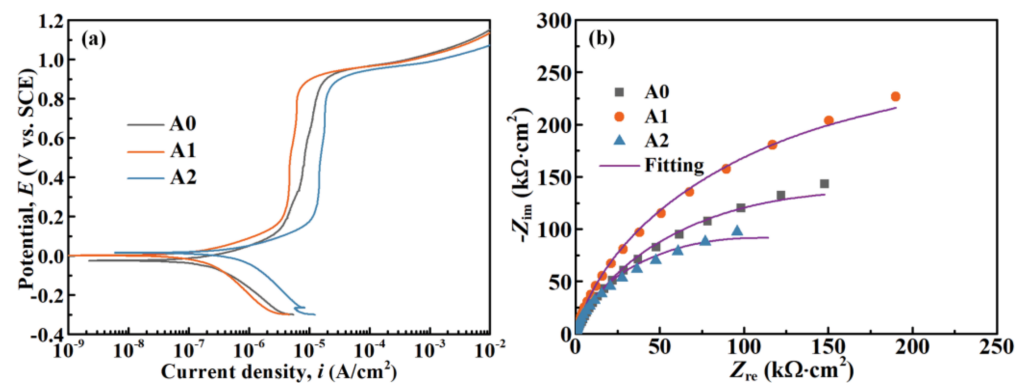 (a)
1.2
1.0
0.8
0.6
0.4
0.2
0.0
-0.2
-0.4
Potential, E (V vs. SCE)
A0
A1
A2
10⁻⁹ 10⁻⁸ 10⁻⁷ 10⁻⁶ 10⁻⁵ 10⁻⁴ 10⁻³ 10⁻²
Current density, i (A/cm²)
(b)
300
250
200
150
100
50
0
-Zim (kΩ·cm²)
A0
A1
A2
Fitting
0 50 100 150 200 250
Zre (kΩ·cm²)